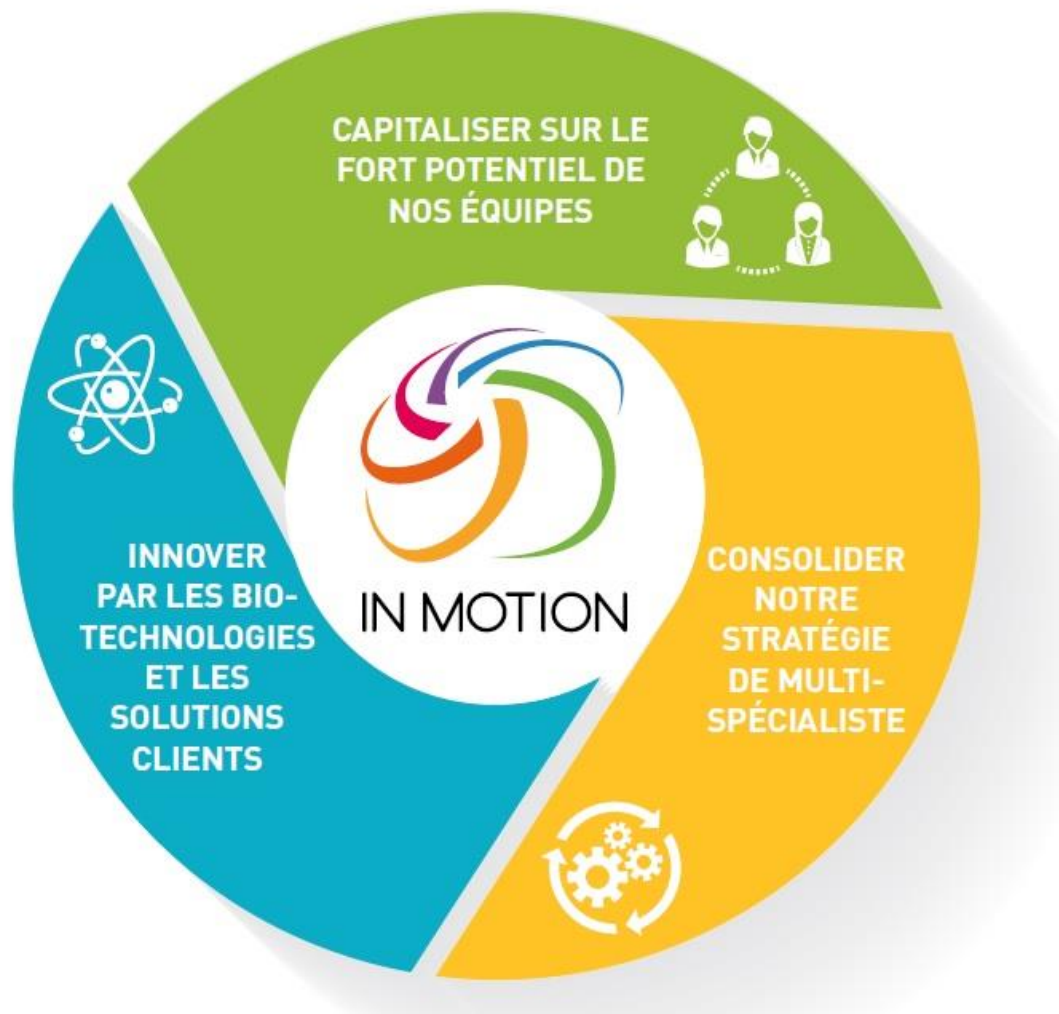 CAPITALISER SUR LE
FORT POTENTIEL DE
NOS ÉQUIPES
INNOVER
PAR LES BIO-
TECHNOLOGIES
ET LES
SOLUTIONS
CLIENTS
IN MOTION
CONSOLIDER
NOTRE
STRATÉGIE
DE MULTI-
SPÉCIALISTE